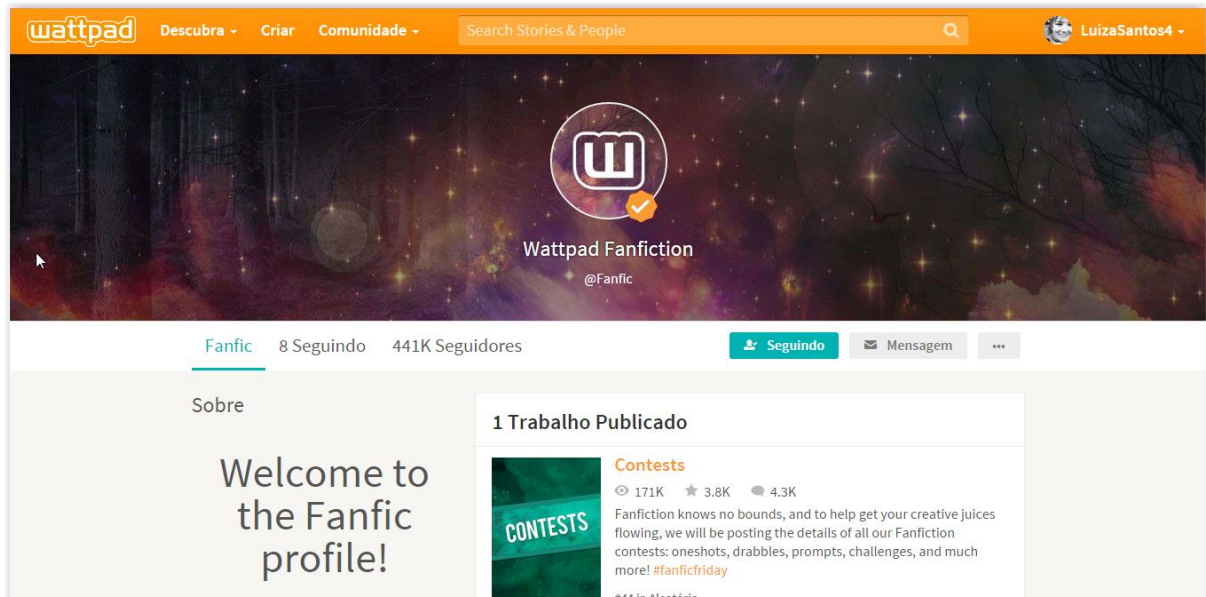 wattpad Descubra Criar Comunidade Search Stories & People LuizaSantos4
W
Wattpad Fanfiction
@Fanfic
Fanfic 8 Seguindo 441K Seguidores Seguindo Mensagem ...
Sobre
Welcome to
the Fanfic
profile!
1 Trabalho Publicado
CONTESTS
Contests
171K 3.8K 4.3K
Fanfiction knows no bounds, and to help get your creative juices
flowing, we will be posting the details of all our Fanfiction
contests: oneshots, drabbles, prompts, challenges, and much
more! #fanficfriday